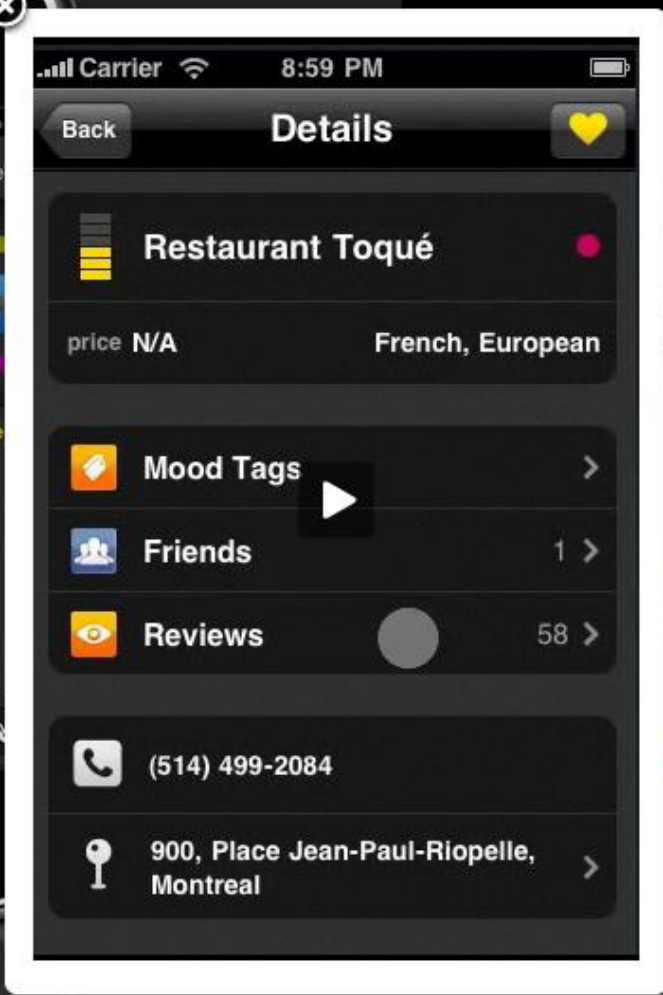 Carrier 8:59 PM
Back Details
Restaurant Toqué
price N/A French, European
Mood Tags
Friends 1
Reviews 58
(514) 499-2084
900, Place Jean-Paul-Riopelle,
Montreal